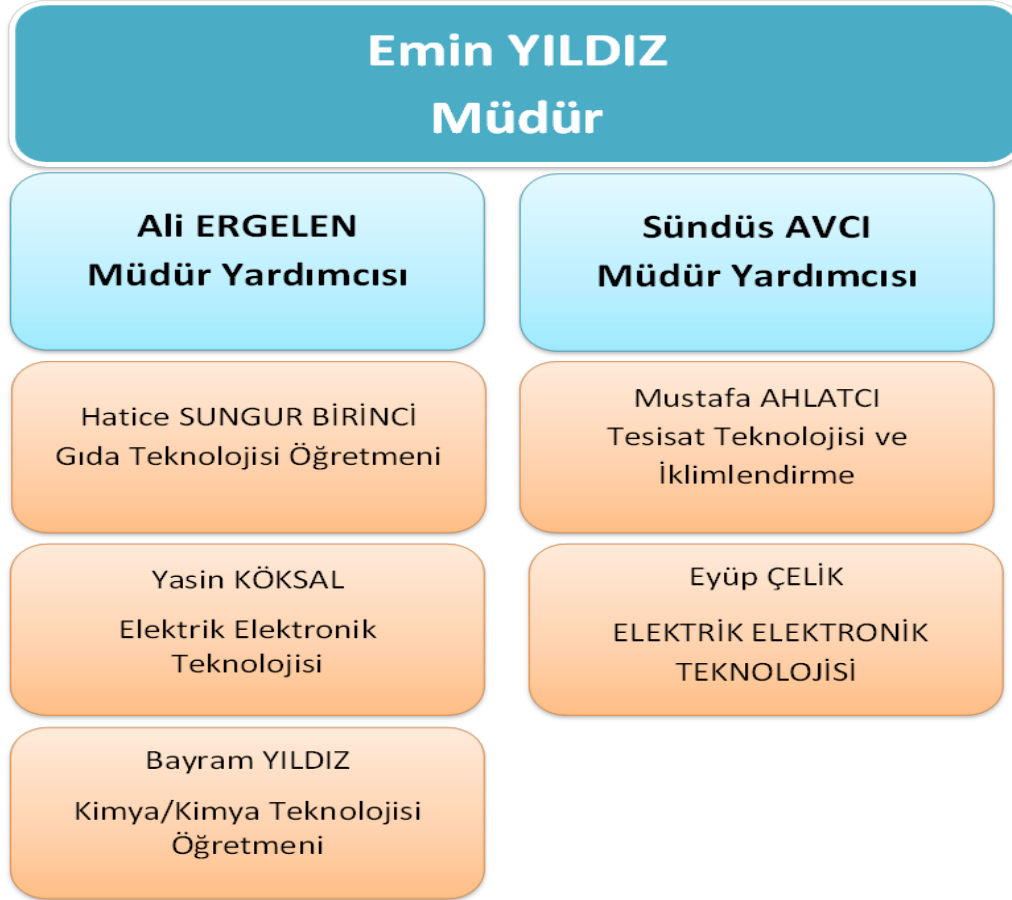 Emin YILDIZ
Müdür
Ali ERGELEN
Müdür Yardımcısı
Sündüs AVCI
Müdür Yardımcısı
Hatice SUNGUR BİRİNCİ
Gıda Teknolojisi Öğretmeni
Mustafa AHLATCI
Tesisat Teknolojisi ve
İklimlendirme
Yasin KÖKSAL
Elektrik Elektronik
Teknolojisi
Eyüp ÇELİK
ELEKTRİK ELEKTRONİK
TEKNOLOJİSİ
Bayram YILDIZ
Kimya/Kimya Teknolojisi
Öğretmeni